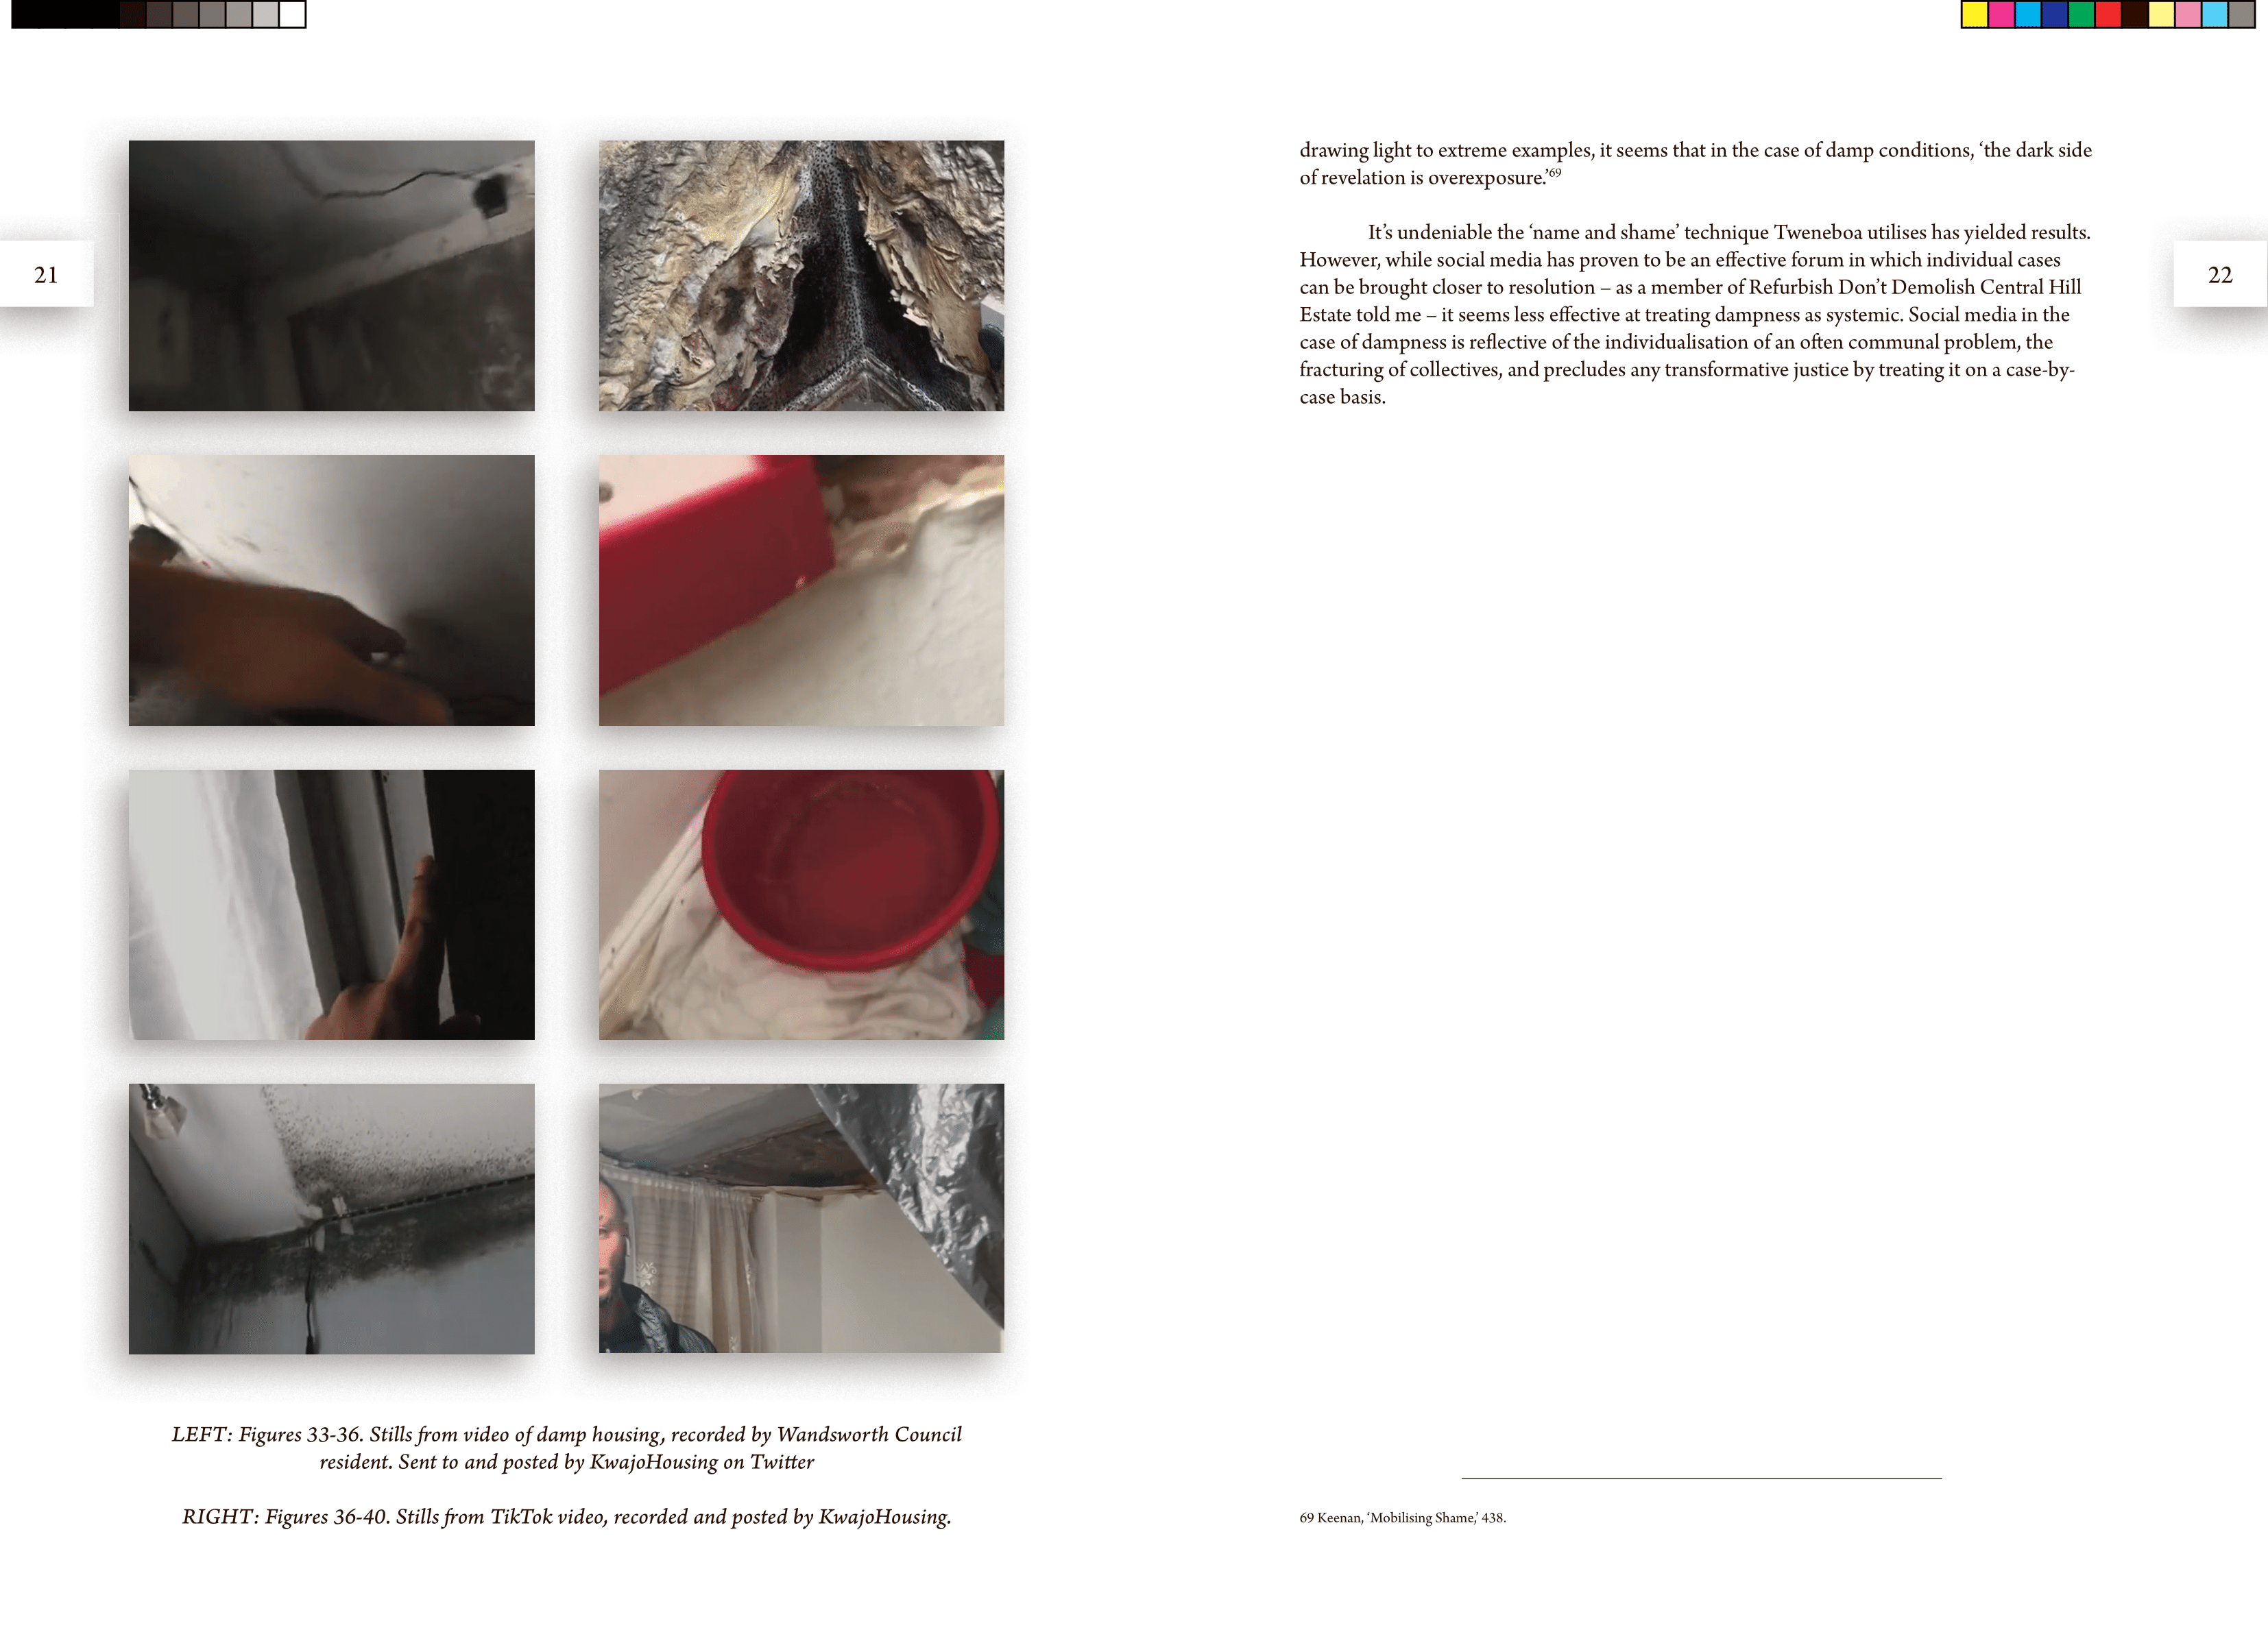 21
LEFT: Figures 33-36. Stills from video of damp housing, recorded by Wandsworth Council
resident. Sent to and posted by KwajoHousing on Twitter
RIGHT: Figures 36-40. Stills from TikTok video, recorded and posted by KwajoHousing.
drawing light to extreme examples, it seems that in the case of damp conditions, ‘the dark side
of revelation is overexposure.’69
It’s undeniable the ‘name and shame’ technique Tweneboa utilises has yielded results.
However, while social media has proven to be an effective forum in which individual cases
can be brought closer to resolution – as a member of Refurbish Don’t Demolish Central Hill
Estate told me – it seems less effective at treating dampness as systemic. Social media in the
case of dampness is reflective of the individualisation of an often communal problem, the
fracturing of collectives, and precludes any transformative justice by treating it on a case-by-
case basis.
22
69 Keenan, ‘Mobilising Shame,’ 438.